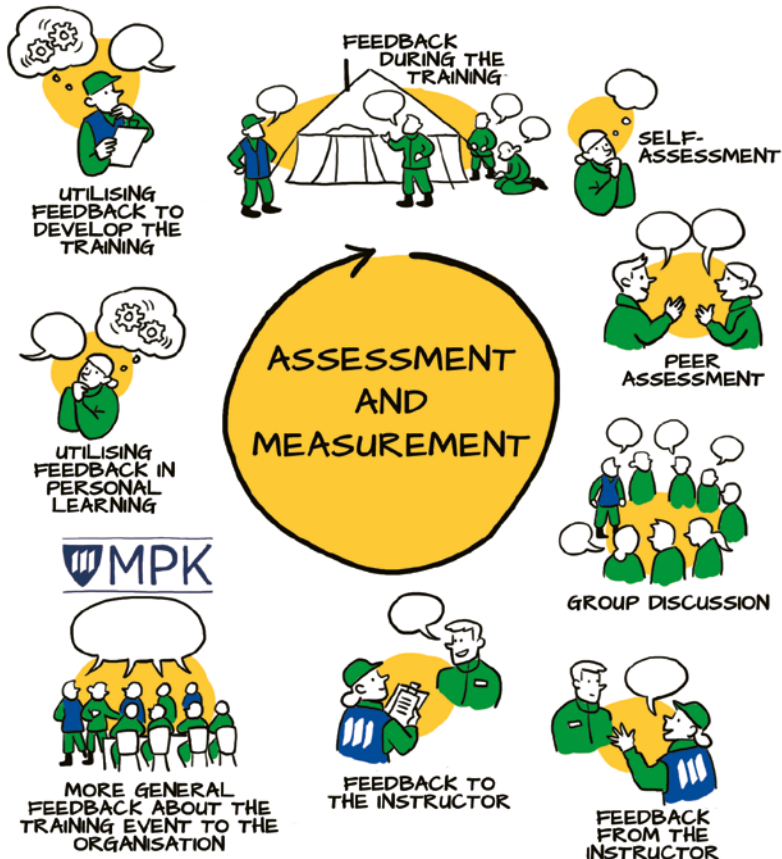 FEEDBACK
DURING THE
TRAINING
SELF-
ASSESSMENT
PEER
ASSESSMENT
GROUP DISCUSSION
FEEDBACK
FROM THE
INSTRUCTOR
FEEDBACK TO
THE INSTRUCTOR
MORE GENERAL
FEEDBACK ABOUT THE
TRAINING EVENT TO THE
ORGANISATION
MPK
UTILISING
FEEDBACK IN
PERSONAL
LEARNING
UTILISING
FEEDBACK TO
DEVELOP THE
TRAINING
ASSESSMENT
AND
MEASUREMENT